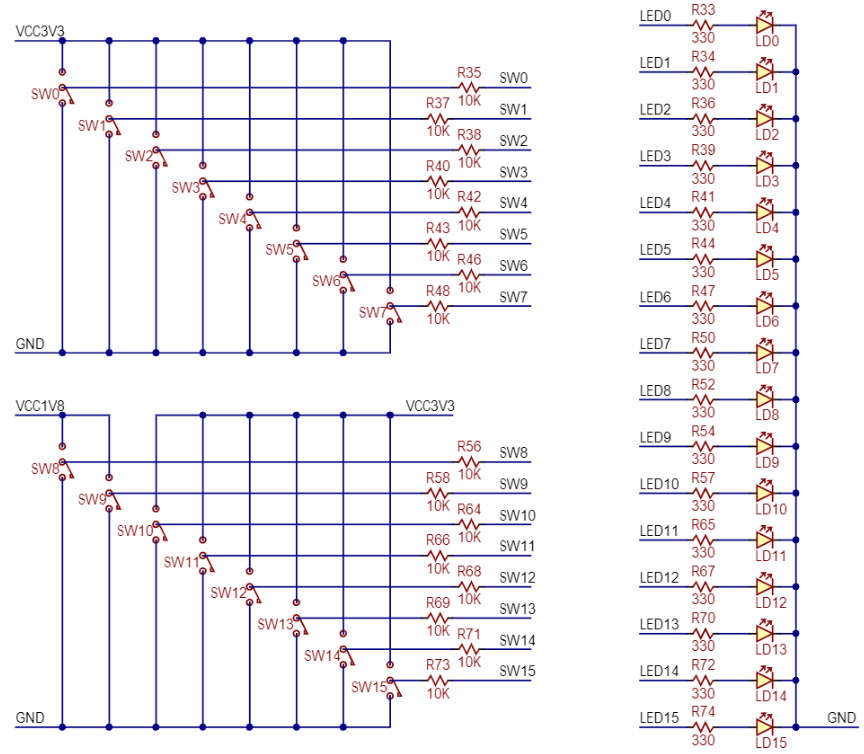 VCC3V3
SW0 R35 10K SW0
SW1 R37 10K SW1
SW2 R38 10K SW2
SW3 R40 10K SW3
SW4 R42 10K SW4
SW5 R43 10K SW5
SW6 R46 10K SW6
SW7 R48 10K SW7
GND
VCC1V8 VCC3V3
SW8 R56 10K SW8
SW9 R58 10K SW9
SW10 R64 10K SW10
SW11 R66 10K SW11
SW12 R68 10K SW12
SW13 R69 10K SW13
SW14 R71 10K SW14
SW15 R73 10K SW15
GND
LED0 R33 330 LD0
LED1 R34 330 LD1
LED2 R36 330 LD2
LED3 R39 330 LD3
LED4 R41 330 LD4
LED5 R44 330 LD5
LED6 R47 330 LD6
LED7 R50 330 LD7
LED8 R52 330 LD8
LED9 R54 330 LD9
LED10 R57 330 LD10
LED11 R65 330 LD11
LED12 R67 330 LD12
LED13 R70 330 LD13
LED14 R72 330 LD14
LED15 R74 330 LD15
GND